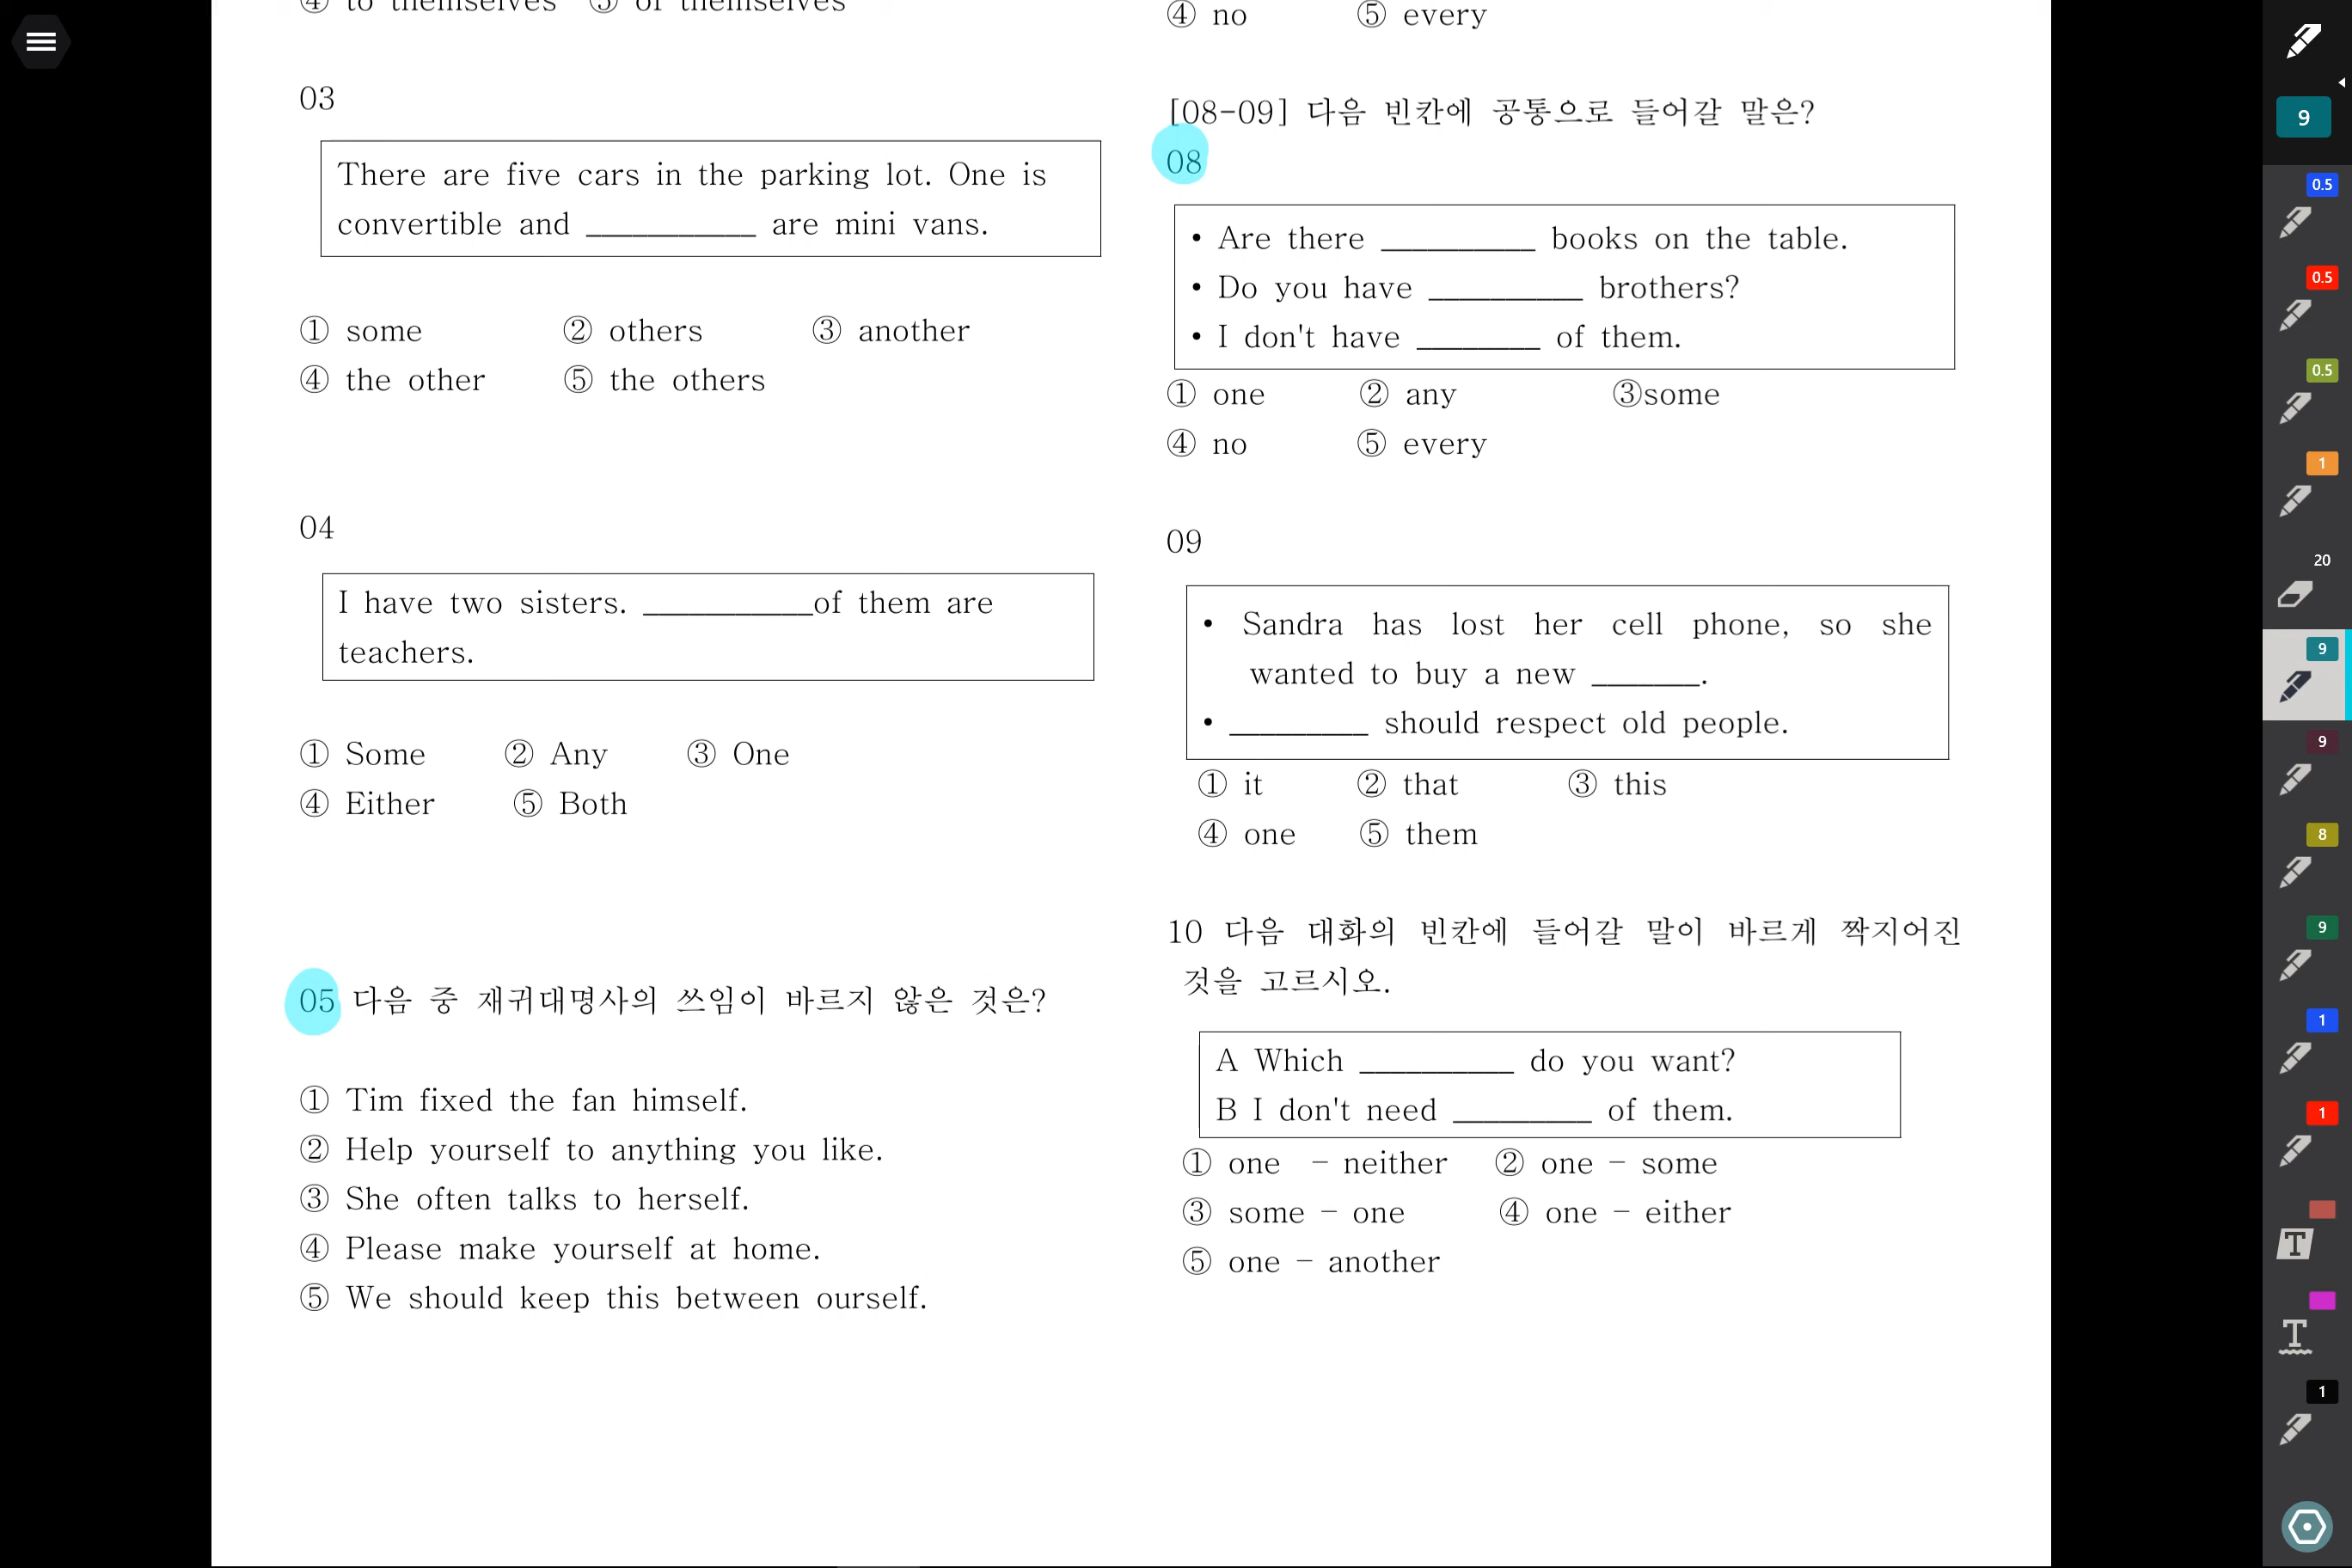 ④ to themselves ⑤ of themselves
03
There are five cars in the parking lot. One is
convertible and ___________ are mini vans.
① some ② others ③ another
④ the other ⑤ the others
04
I have two sisters. ___________of them are
teachers.
① Some ② Any ③ One
④ Either ⑤ Both
05 다음 중 재귀대명사의 쓰임이 바르지 않은 것은?
① Tim fixed the fan himself.
② Help yourself to anything you like.
③ She often talks to herself.
④ Please make yourself at home.
⑤ We should keep this between ourself.
④ no ⑤ every
[08-09] 다음 빈칸에 공통으로 들어갈 말은?
08
• Are there __________ books on the table.
• Do you have __________ brothers?
• I don't have ________ of them.
① one ② any ③some
④ no ⑤ every
09
• Sandra has lost her cell phone, so she
wanted to buy a new _______.
• _________ should respect old people.
① it ② that ③ this
④ one ⑤ them
10 다음 대화의 빈칸에 들어갈 말이 바르게 짝지어진
것을 고르시오.
A Which __________ do you want?
B I don't need _________ of them.
① one - neither ② one - some
③ some - one ④ one - either
⑤ one - another
9
0.5
0.5
0.5
1
20
9
9
8
9
1
1
T
T
1